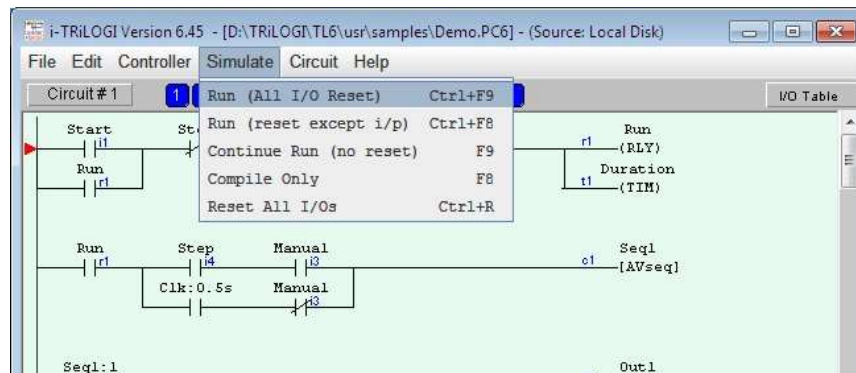 i-TRiLOGI Version 6.45 - [D:\TRiLOGI\TL6\usr\samples\Demo.PC6] - (Source: Local Disk)
File Edit Controller Simulate Circuit Help
Circuit # 1 1 I/O Table
Run (All I/O Reset) Ctrl+F9
Run (reset except i/p) Ctrl+F8
Continue Run (no reset) F9
Compile Only F8
Reset All I/Os Ctrl+R
Start Run
i1 r1 (RLY)
Run Duration
r1 t1 (TIM)
Run Step Manual Seq1
r1 i4 i3 c1 [AVseq]
Clk:0.5s Manual
i3
Seq1:1 Out1